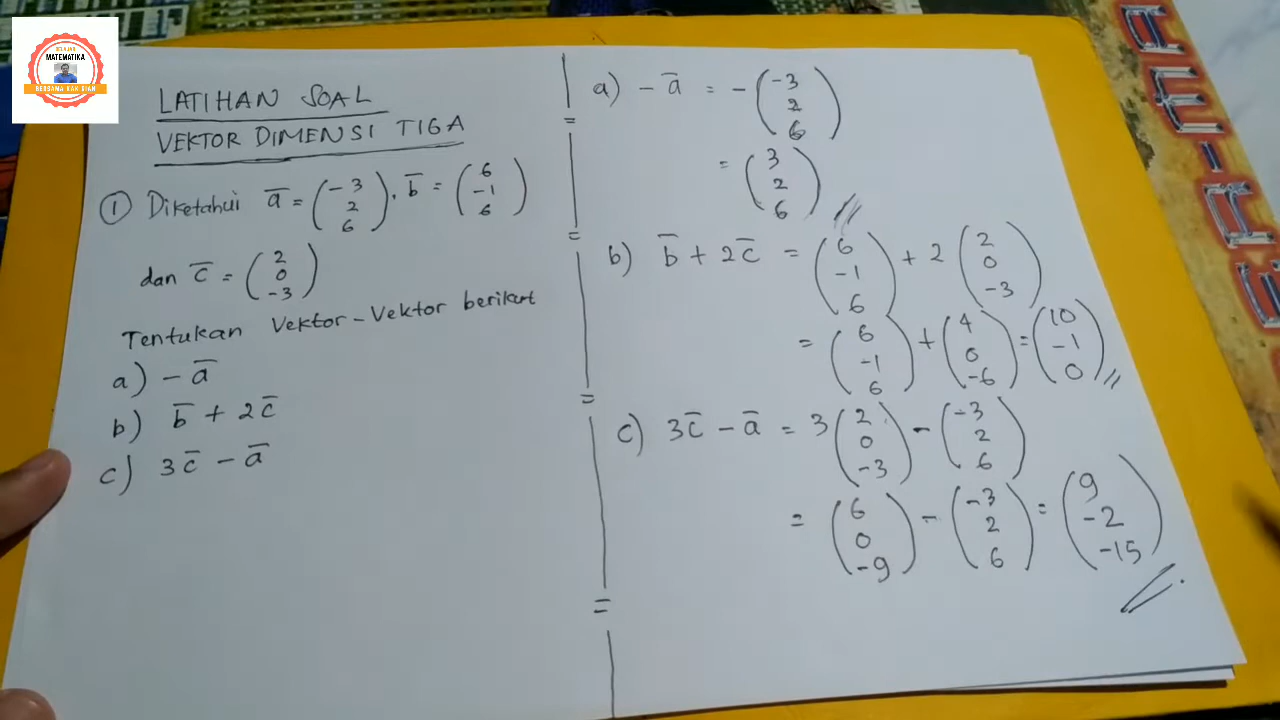 BELAJAR
MATEMATIKA
BERSAMA KAK DIAN
LATIHAN SOAL
VEKTOR DIMENSI TIGA
① Diketahui a̅ = (-3 2 6), b̅ = (6 -1 6)
dan c̅ = (2 0 -3)
Tentukan Vektor-Vektor berikut
a) -a̅
b) b̅ + 2c̅
c) 3c̅ - a̅
a) -a̅ = -(-3 2 6)
= (3 2 6)
b) b̅ + 2c̅ = (6 -1 6) + 2(2 0 -3)
= (6 -1 6) + (4 0 -6) = (10 -1 0)
c) 3c̅ - a̅ = 3(2 0 -3) - (-3 2 6)
= (6 0 -9) - (-3 2 6) = (9 -2 -15)